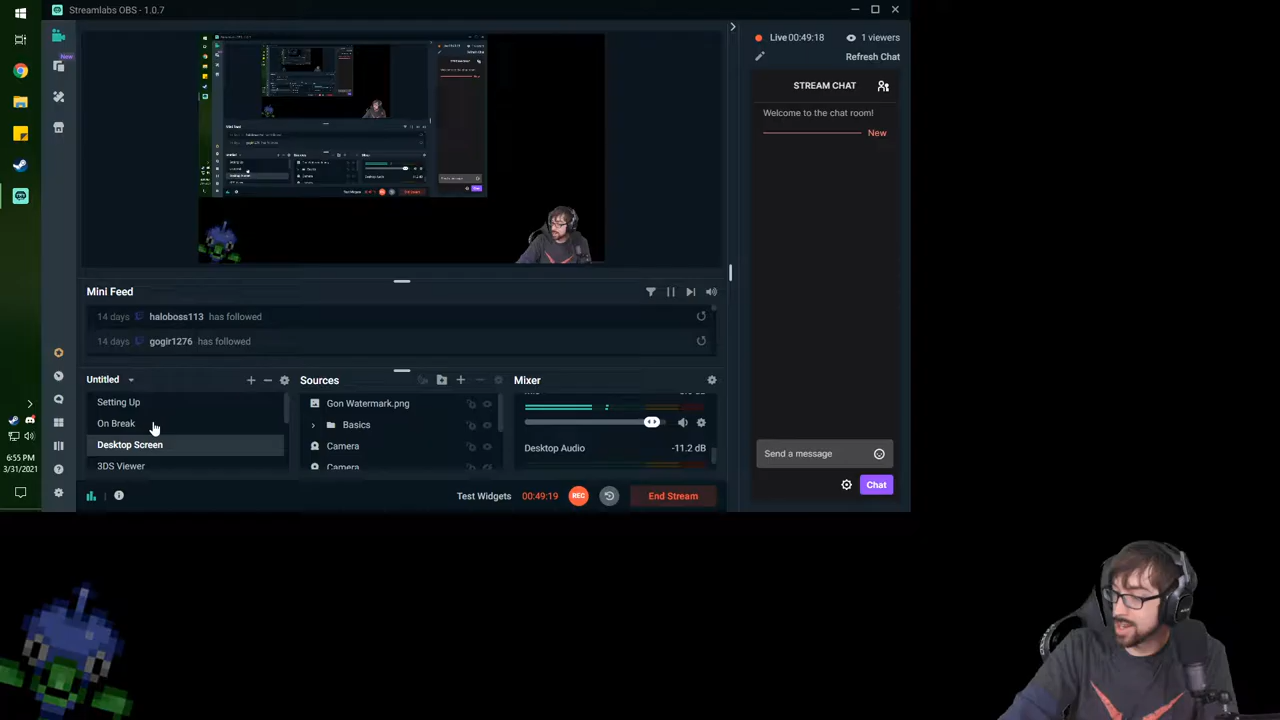 Streamlabs OBS - 1.0.7
Live 00:49:18
1 viewers
Refresh Chat
New
STREAM CHAT
Welcome to the chat room!
New
Mini Feed
14 days haloboss113 has followed
14 days gogir1276 has followed
Untitled
Sources
Mixer
Setting Up
On Break
Desktop Screen
3DS Viewer
Gon Watermark.png
Basics
Camera
Camera
Desktop Audio -11.2 dB
Send a message
Chat
Test Widgets 00:49:19 REC End Stream
6:55 PM
3/31/2021